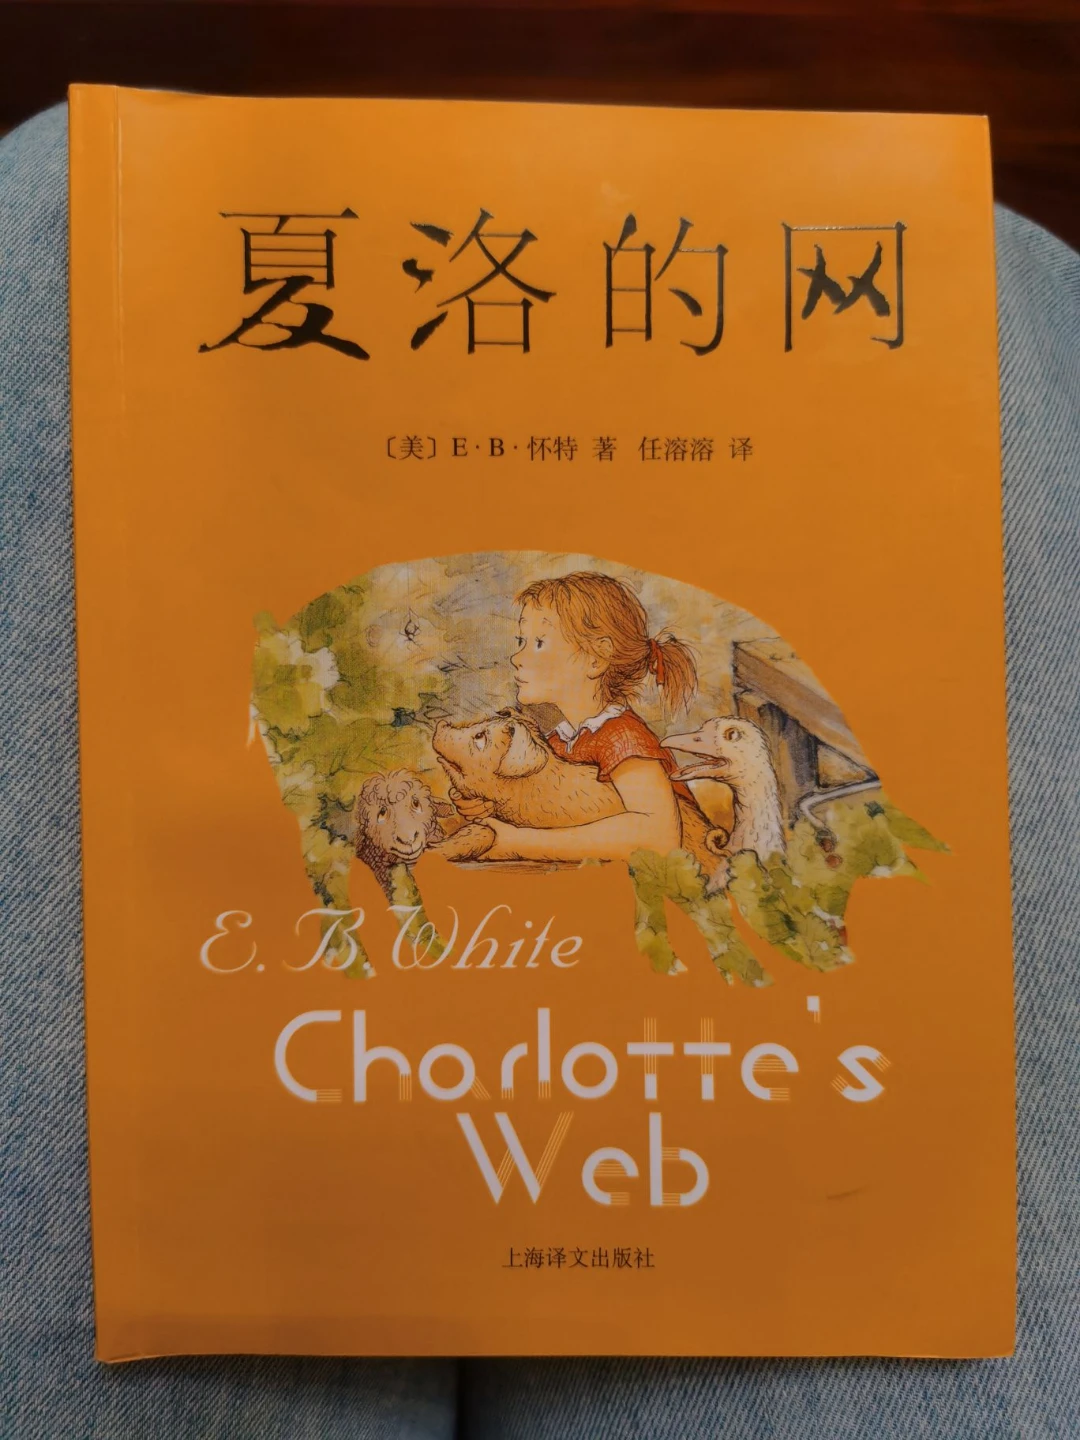 夏洛的网
〔美〕E·B·怀特 著 任溶溶 译
E. B. White
Charlotte's
Web
上海译文出版社